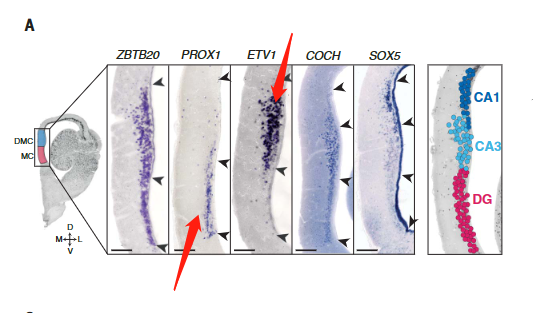 A
ZBTB20 PROX1 ETV1 COCH SOX5
CA1
DMC
CA3
MC
DG
D
M L
V